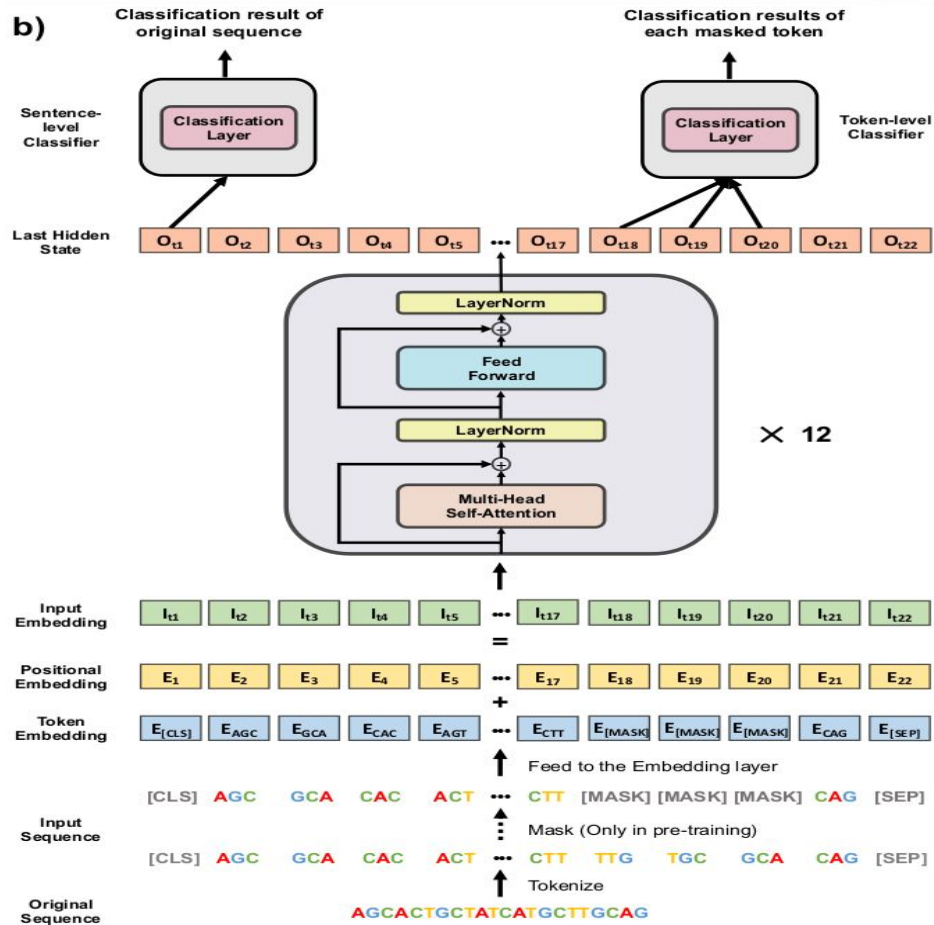 b)
Classification result of
original sequence
Classification results of
each masked token
Sentence-
level
Classifier
Classification
Layer
Classification
Layer
Token-level
Classifier
Last Hidden
State
Ot1 Ot2 Ot3 Ot4 Ot5 ••• Ot17 Ot18 Ot19 Ot20 Ot21 Ot22
LayerNorm
+
Feed
Forward
LayerNorm
+
Multi-Head
Self-Attention
× 12
Input
Embedding
It1 It2 It3 It4 It5 ••• It17 It18 It19 It20 It21 It22
=
Positional
Embedding
E1 E2 E3 E4 E5 ••• E17 E18 E19 E20 E21 E22
+
Token
Embedding
E[CLS] EAGC EGCA ECAC EAGT ••• ECTT E[MASK] E[MASK] E[MASK] ECAG E[SEP]
Feed to the Embedding layer
[CLS] AGC GCA CAC ACT ••• CTT [MASK] [MASK] [MASK] CAG [SEP]
Input
Sequence
Mask (Only in pre-training)
[CLS] AGC GCA CAC ACT ••• CTT TTG TGC GCA CAG [SEP]
Tokenize
Original
Sequence
AGCACTGCTATCATGCTTGCAG